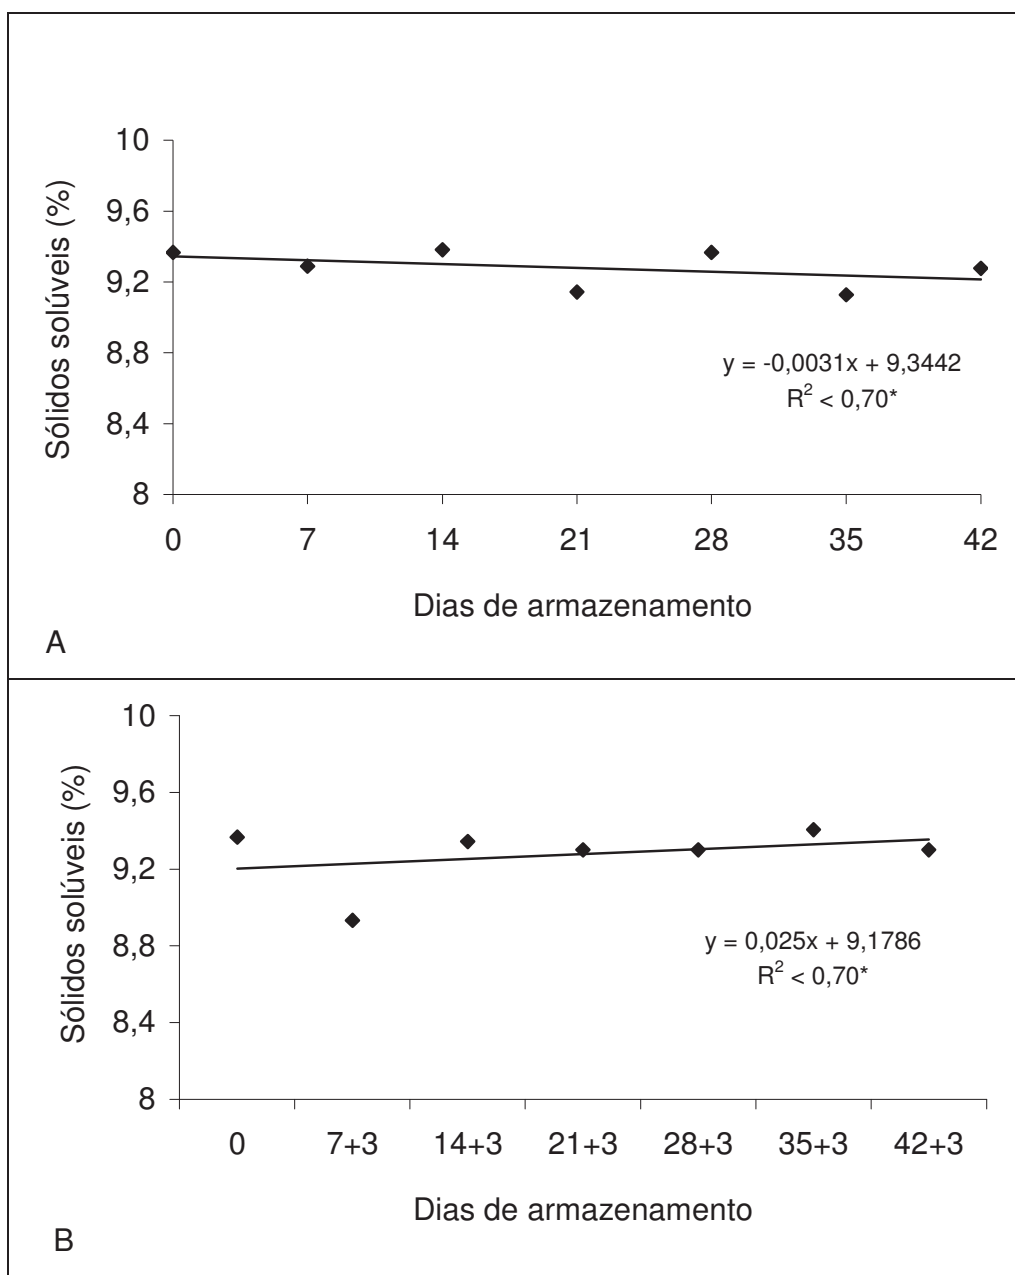 10
9,6
9,2
8,8
8,4
8
Sólidos solúveis (%)
y = -0,0031x + 9,3442
R² < 0,70*
0 7 14 21 28 35 42
Dias de armazenamento
A
10
9,6
9,2
8,8
8,4
8
Sólidos solúveis (%)
y = 0,025x + 9,1786
R² < 0,70*
0 7+3 14+3 21+3 28+3 35+3 42+3
Dias de armazenamento
B